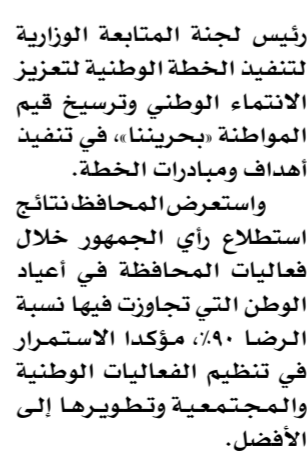 رئيس لجنة المتابعة الوزارية
لتنفيذ الخطة الوطنية لتعزيز
الانتماء الوطني وترسيخ قيم
المواطنة «بحريننا»، في تنفيذ
أهداف ومبادرات الخطة.
واستعرض المحافظ نتائج
استطلاع رأي الجمهور خلال
فعاليات المحافظة في أعياد
الوطن التي تجاوزت فيها نسبة
الرضا ٩٠٪، مؤكدا الاستمرار
في تنظيم الفعاليات الوطنية
والمجتمعية وتطويرها إلى
الأفضل.